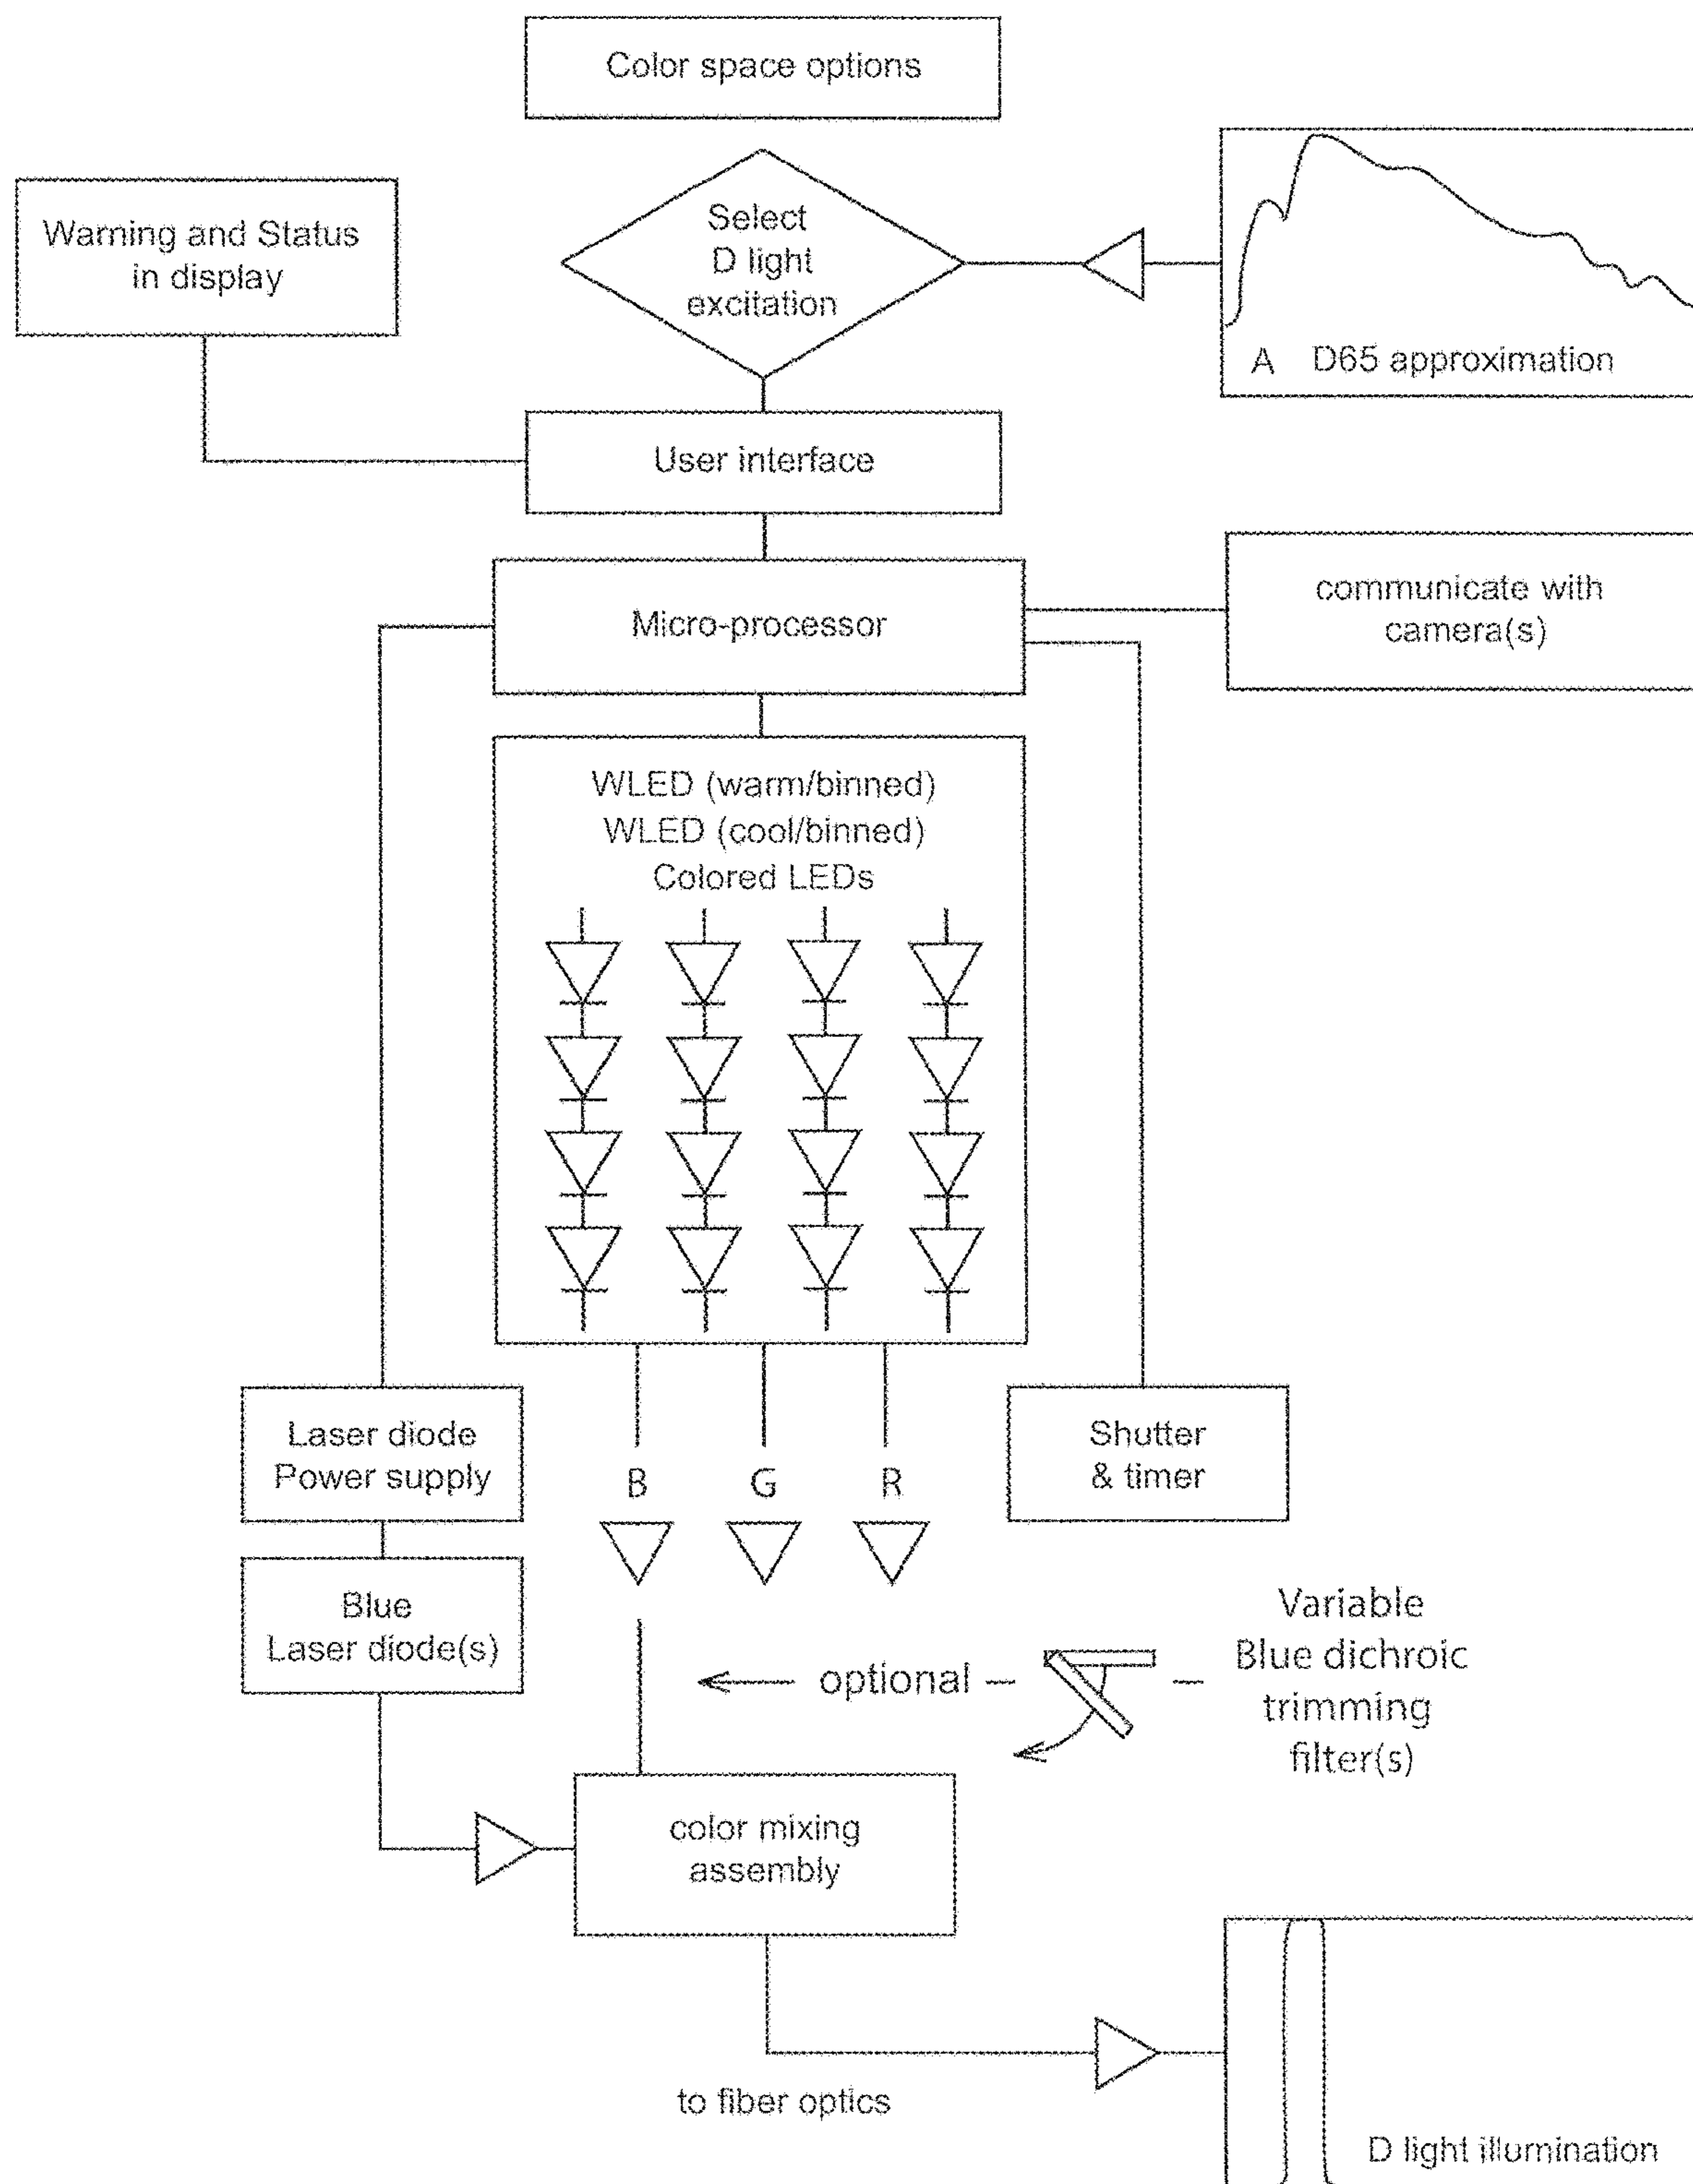 Color space options
Warning and Status
in display
Select
D light
excitation
A D65 approximation
User interface
Micro-processor
communicate with
camera(s)
WLED (warm/binned)
WLED (cool/binned)
Colored LEDs
Laser diode
Power supply
B G R
Shutter
& timer
Blue
Laser diode(s)
optional
Variable
Blue dichroic
trimming
filter(s)
color mixing
assembly
to fiber optics
D light illumination